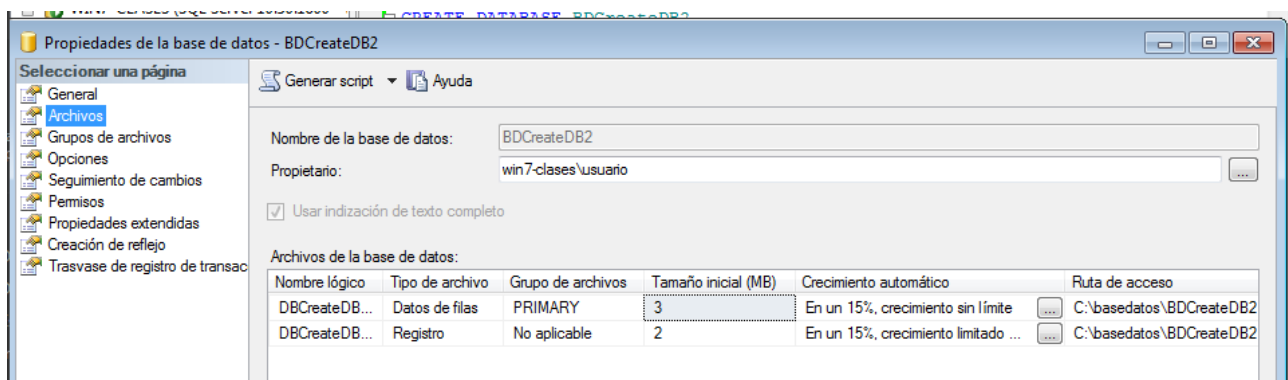 CREATE DATABASE BDCreateDB2
Propiedades de la base de datos - BDCreateDB2
Seleccionar una página
General
Archivos
Grupos de archivos
Opciones
Seguimiento de cambios
Permisos
Propiedades extendidas
Creación de reflejo
Trasvase de registro de transac
Generar script Ayuda
Nombre de la base de datos: BDCreateDB2
Propietario: win7-clases\usuario ...
Usar indización de texto completo
Archivos de la base de datos:
Nombre lógico Tipo de archivo Grupo de archivos Tamaño inicial (MB) Crecimiento automático Ruta de acceso
DBCreateDB... Datos de filas PRIMARY 3 En un 15%, crecimiento sin límite ... C:\basedatos\BDCreateDB2
DBCreateDB... Registro No aplicable 2 En un 15%, crecimiento limitado ... ... C:\basedatos\BDCreateDB2